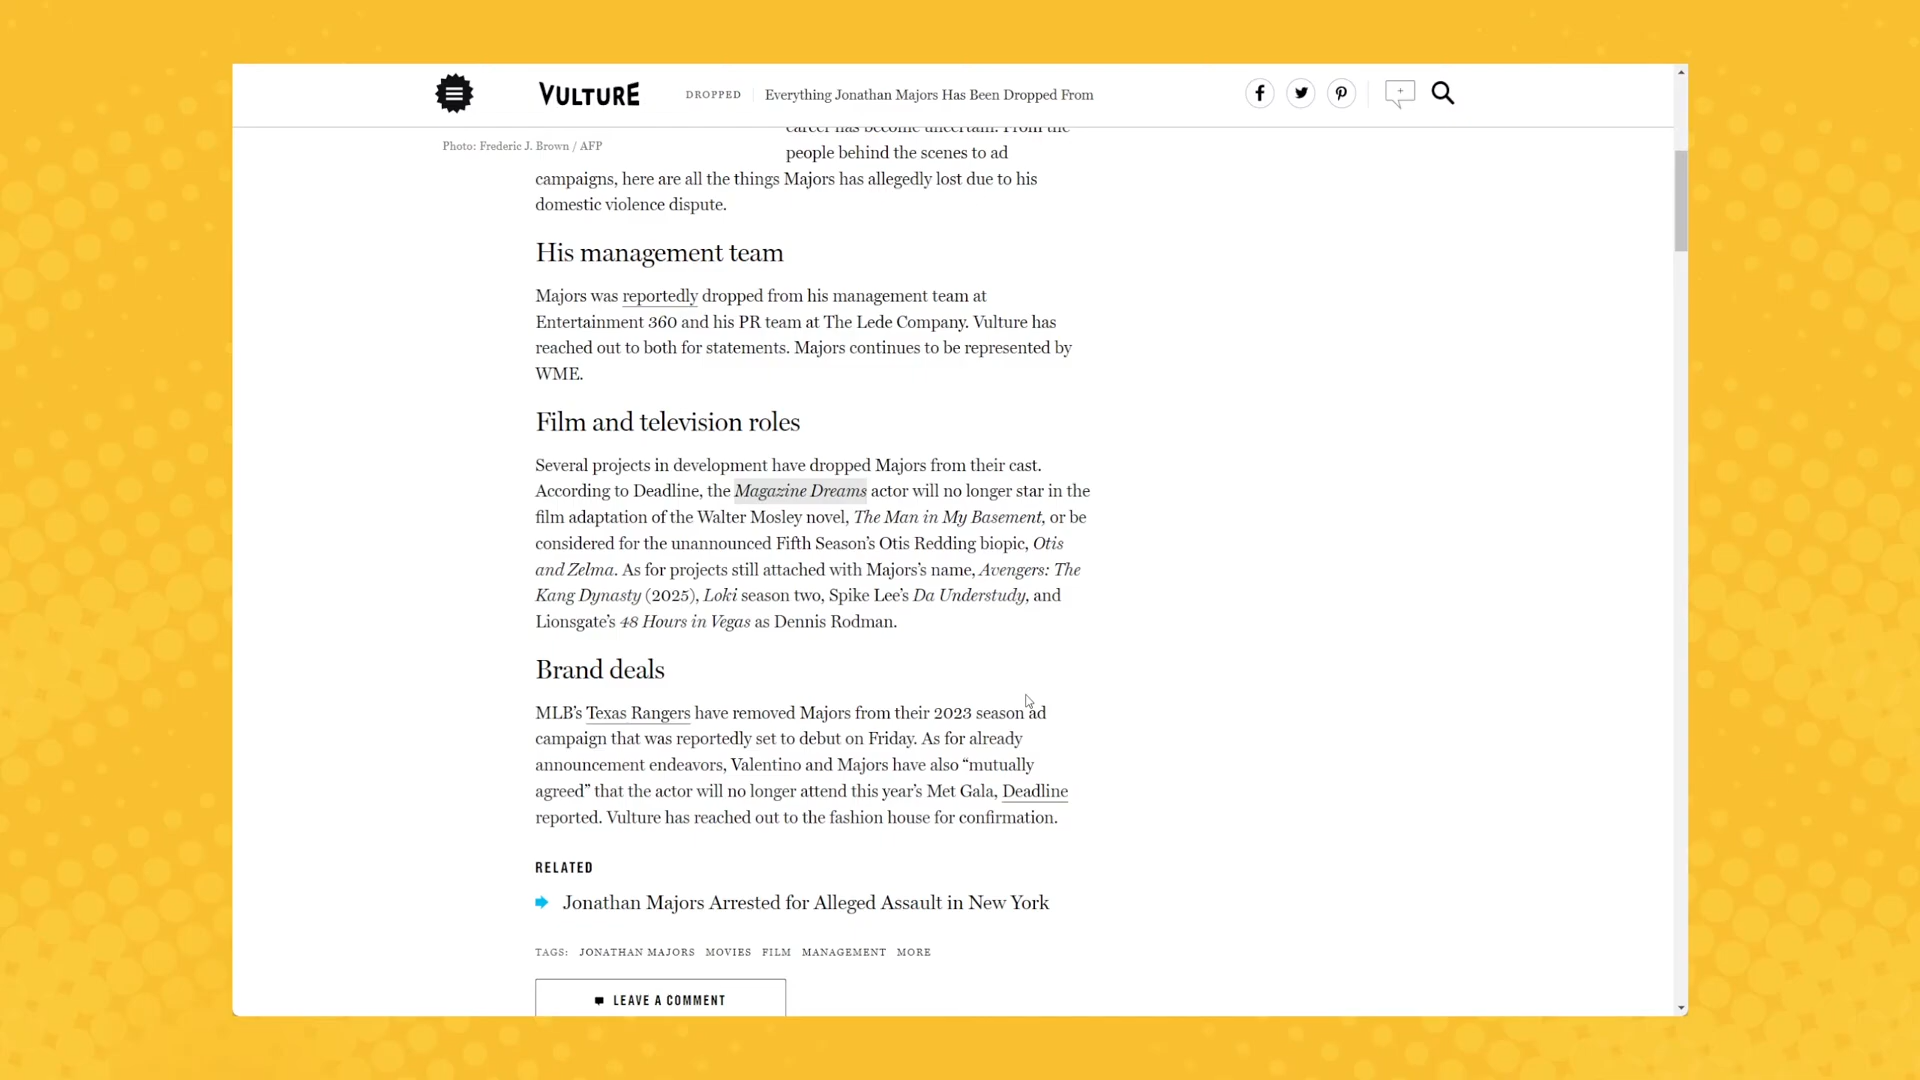 VULTURE
DROPPED
Everything Jonathan Majors Has Been Dropped From
Photo: Frederic J. Brown / AFP
career has become uncertain. From the
people behind the scenes to ad
campaigns, here are all the things Majors has allegedly lost due to his
domestic violence dispute.
His management team
Majors was reportedly dropped from his management team at
Entertainment 360 and his PR team at The Lede Company. Vulture has
reached out to both for statements. Majors continues to be represented by
WME.
Film and television roles
Several projects in development have dropped Majors from their cast.
According to Deadline, the Magazine Dreams actor will no longer star in the
film adaptation of the Walter Mosley novel, The Man in My Basement, or be
considered for the unannounced Fifth Season's Otis Redding biopic, Otis
and Zelma. As for projects still attached with Majors's name, Avengers: The
Kang Dynasty (2025), Loki season two, Spike Lee's Da Understudy, and
Lionsgate's 48 Hours in Vegas as Dennis Rodman.
Brand deals
MLB's Texas Rangers have removed Majors from their 2023 season ad
campaign that was reportedly set to debut on Friday. As for already
announcement endeavors, Valentino and Majors have also “mutually
agreed” that the actor will no longer attend this year's Met Gala, Deadline
reported. Vulture has reached out to the fashion house for confirmation.
RELATED
Jonathan Majors Arrested for Alleged Assault in New York
TAGS: JONATHAN MAJORS MOVIES FILM MANAGEMENT MORE
LEAVE A COMMENT